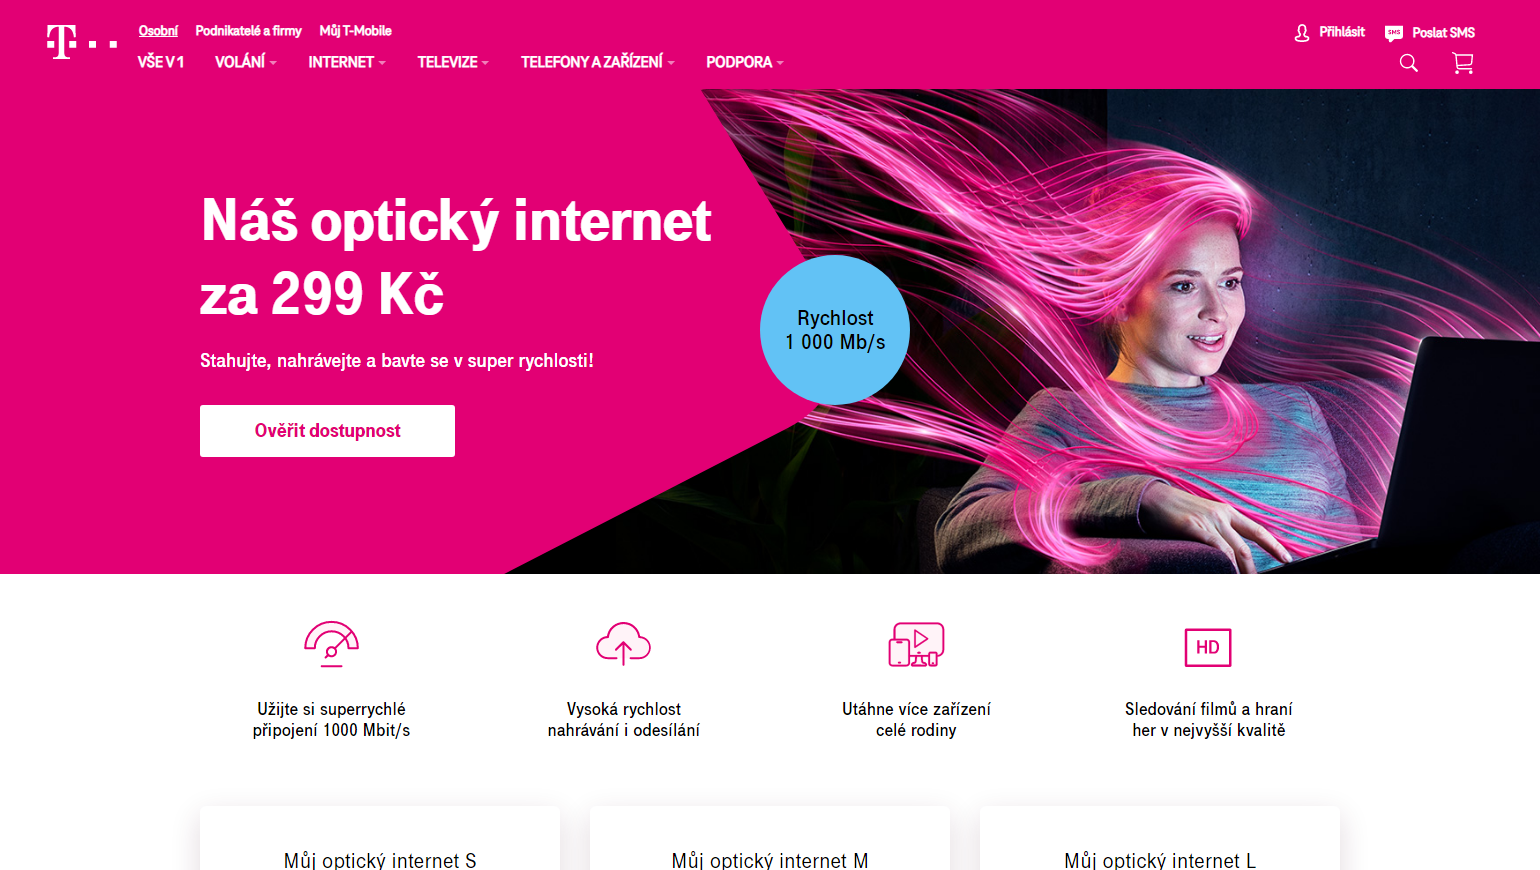 Osobní Podnikatelé a firmy Můj T-Mobile
Přihlásit Poslat SMS
VŠE V 1 VOLÁNÍ INTERNET TELEVIZE TELEFONY A ZAŘÍZENÍ PODPORA
Náš optický internet
za 299 Kč
Stahujte, nahrávejte a bavte se v super rychlosti!
Ověřit dostupnost
Rychlost
1 000 Mb/s
HD
Užijte si superrychlé
připojení 1000 Mbit/s
Vysoká rychlost
nahrávání i odesílání
Utáhne více zařízení
celé rodiny
Sledování filmů a hraní
her v nejvyšší kvalitě
Můj optický internet S
Můj optický internet M
Můj optický internet L